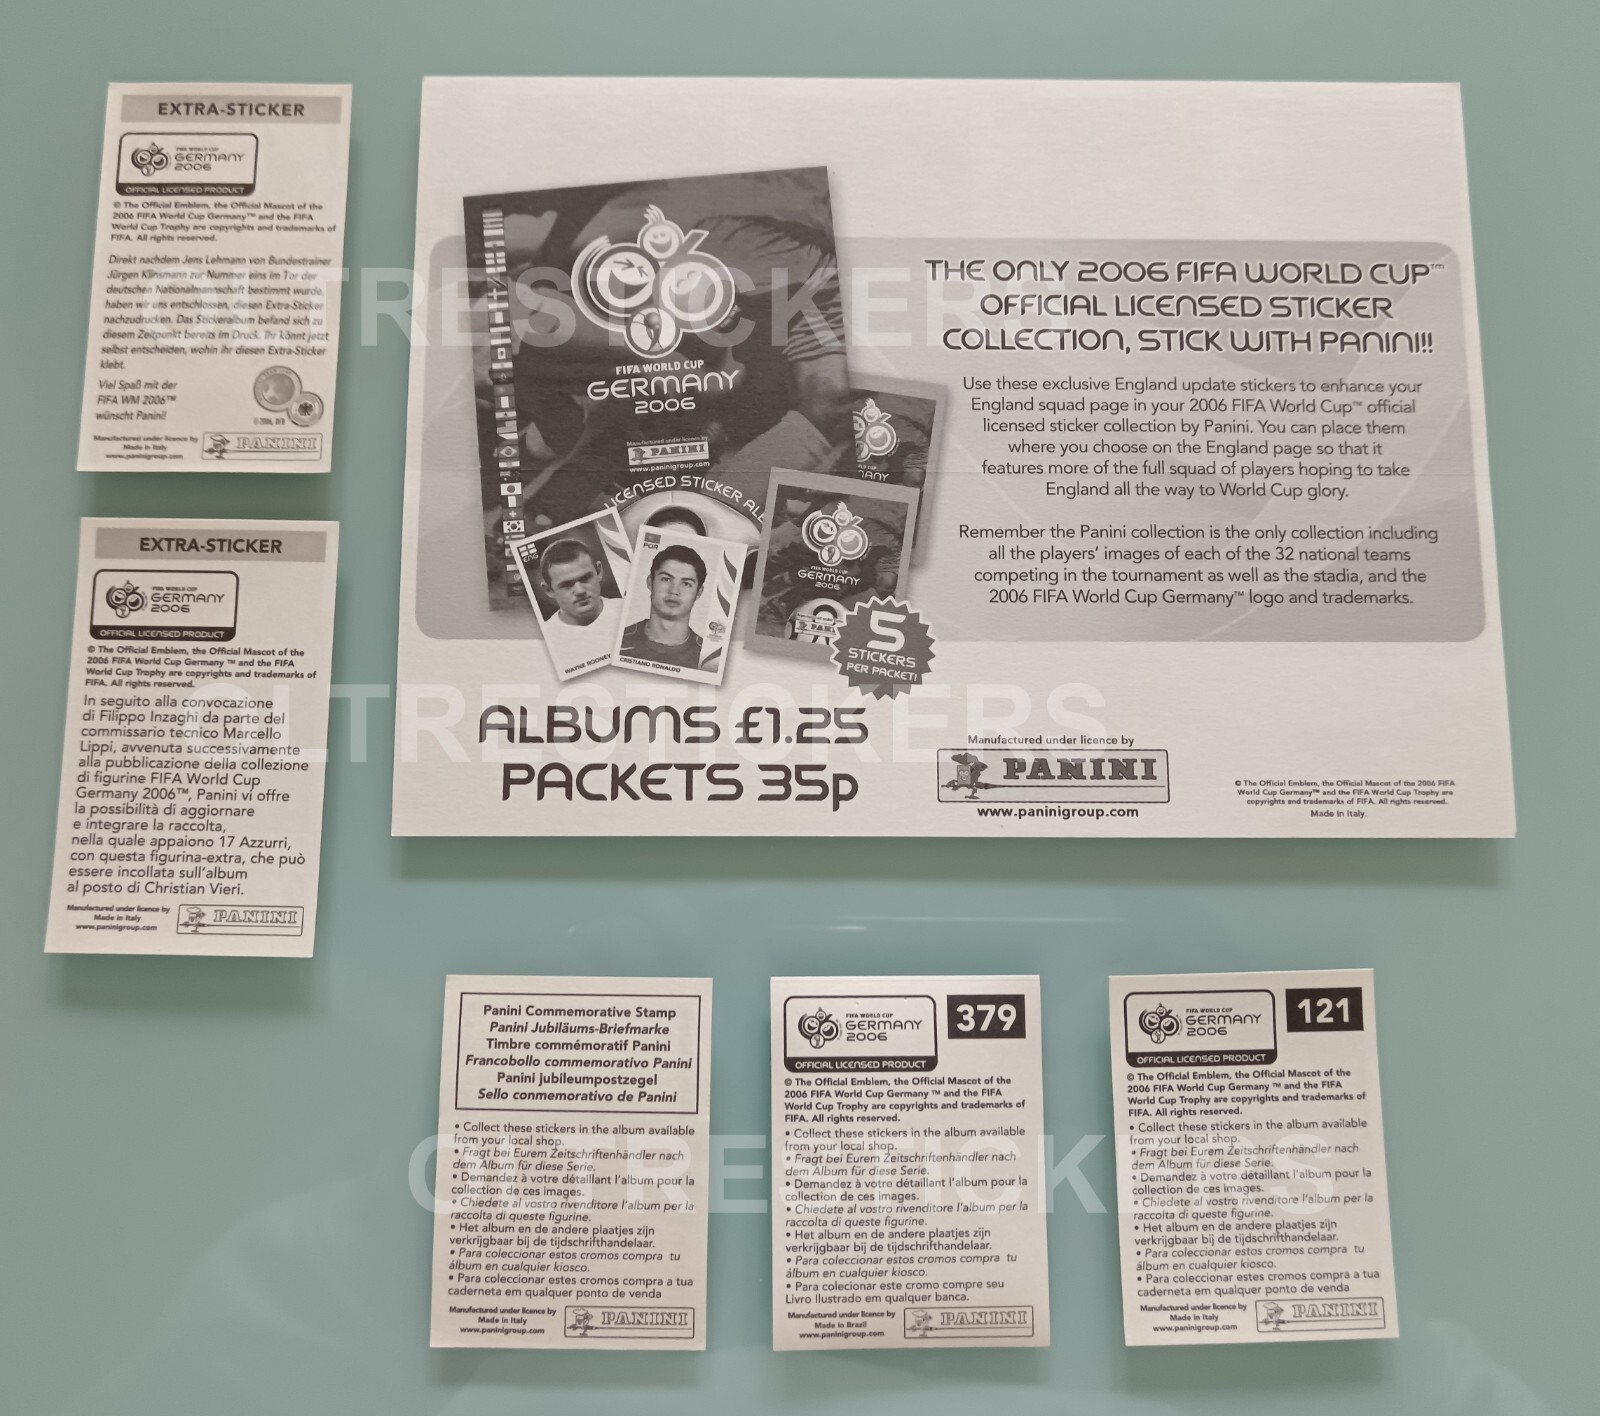 EXTRA-STICKER
FIFA WORLD CUP
GERMANY
2006
OFFICIAL LICENSED PRODUCT
© The Official Emblem, the Official Mascot of the
2006 FIFA World Cup Germany™ and the FIFA
World Cup Trophy are copyrights and trademarks of
FIFA. All rights reserved.
Direkt nachdem Jens Lehmann von Bundestrainer
Jürgen Klinsmann zur Nummer eins im Tor der
deutschen Nationalmannschaft bestimmt wurde,
haben wir uns entschlossen, diesen Extra-Sticker
nachzudrucken. Das Stickeralbum befand sich zu
diesem Zeitpunkt bereits im Druck. Ihr könnt jetzt
selbst entscheiden, wohin ihr diesen Extra-Sticker
klebt.
Viel Spaß mit der
FIFA WM 2006™
wünscht Panini!
© 2006, DFB
Manufactured under licence by
Made in Italy
www.paninigroup.com
PANINI
EXTRA-STICKER
FIFA WORLD CUP
GERMANY
2006
OFFICIAL LICENSED PRODUCT
© The Official Emblem, the Official Mascot of the
2006 FIFA World Cup Germany ™ and the FIFA
World Cup Trophy are copyrights and trademarks of
FIFA. All rights reserved.
In seguito alla convocazione
di Filippo Inzaghi da parte del
commissario tecnico Marcello
Lippi, avvenuta successivamente
alla pubblicazione della collezione
di figurine FIFA World Cup
Germany 2006™, Panini vi offre
la possibilità di aggiornare
e integrare la raccolta,
nella quale appaiono 17 Azzurri,
con questa figurina-extra, che può
essere incollata sull'album
al posto di Christian Vieri.
Manufactured under licence by
Made in Italy
www.paninigroup.com
PANINI
FIFA WORLD CUP
GERMANY
2006
Manufactured under licence by
PANINI
www.paninigroup.com
LICENSED STICKER ALB
ENG
WAYNE ROONEY
POR
CRISTIANO RONALDO
FIFA WORLD CUP
GERMANY
2006
PANINI
5
STICKERS
PER PACKET!
THE ONLY 2006 FIFA WORLD CUP™
OFFICIAL LICENSED STICKER
COLLECTION, STICK WITH PANINI!!
Use these exclusive England update stickers to enhance your
England squad page in your 2006 FIFA World Cup™ official
licensed sticker collection by Panini. You can place them
where you choose on the England page so that it
features more of the full squad of players hoping to take
England all the way to World Cup glory.
Remember the Panini collection is the only collection including
all the players' images of each of the 32 national teams
competing in the tournament as well as the stadia, and the
2006 FIFA World Cup Germany™ logo and trademarks.
ALBUMS £1.25
PACKETS 35p
Manufactured under licence by
PANINI
www.paninigroup.com
© The Official Emblem, the Official Mascot of the 2006 FIFA
World Cup Germany™ and the FIFA World Cup Trophy are
copyrights and trademarks of FIFA. All rights reserved.
Made in Italy.
Panini Commemorative Stamp
Panini Jubiläums-Briefmarke
Timbre commémoratif Panini
Francobollo commemorativo Panini
Panini jubileumpostzegel
Sello conmemorativo de Panini
• Collect these stickers in the album available
from your local shop.
• Fragt bei Eurem Zeitschriftenhändler nach
dem Album für diese Serie.
• Demandez à votre détaillant l'album pour la
collection de ces images.
• Chiedete al vostro rivenditore l'album per la
raccolta di queste figurine.
• Het album en de andere plaatjes zijn
verkrijgbaar bij de tijdschrifthandelaar.
• Para coleccionar estos cromos compra tu
álbum en cualquier kiosco.
• Para coleccionar estes cromos compra a tua
caderneta em qualquer ponto de venda
Manufactured under licence by
Made in Italy
www.paninigroup.com
PANINI
FIFA WORLD CUP
GERMANY
2006
OFFICIAL LICENSED PRODUCT
379
© The Official Emblem, the Official Mascot of the
2006 FIFA World Cup Germany ™ and the FIFA
World Cup Trophy are copyrights and trademarks of
FIFA. All rights reserved.
• Collect these stickers in the album available
from your local shop.
• Fragt bei Eurem Zeitschriftenhändler nach
dem Album für diese Serie.
• Demandez à votre détaillant l'album pour la
collection de ces images.
• Chiedete al vostro rivenditore l'album per la
raccolta di queste figurine.
• Het album en de andere plaatjes zijn
verkrijgbaar bij de tijdschrifthandelaar.
• Para coleccionar estos cromos compra tu
álbum en cualquier kiosco.
• Para colecionar este cromo compre seu
Livro Ilustrado em qualquer banca.
Manufactured under licence by
Made in Brazil
www.paninigroup.com
PANINI
FIFA WORLD CUP
GERMANY
2006
OFFICIAL LICENSED PRODUCT
121
© The Official Emblem, the Official Mascot of the
2006 FIFA World Cup Germany ™ and the FIFA
World Cup Trophy are copyrights and trademarks of
FIFA. All rights reserved.
• Collect these stickers in the album available
from your local shop.
• Fragt bei Eurem Zeitschriftenhändler nach
dem Album für diese Serie.
• Demandez à votre détaillant l'album pour la
collection de ces images.
• Chiedete al vostro rivenditore l'album per la
raccolta di queste figurine.
• Het album en de andere plaatjes zijn
verkrijgbaar bij de tijdschrifthandelaar.
• Para coleccionar estos cromos compra tu
álbum en cualquier kiosco.
• Para coleccionar estes cromos compra a tua
caderneta em qualquer ponto de venda
Manufactured under licence by
Made in Italy
www.paninigroup.com
PANINI
OLTRESTICKERS
OLTRESTICKERS
OLTRESTICKERS